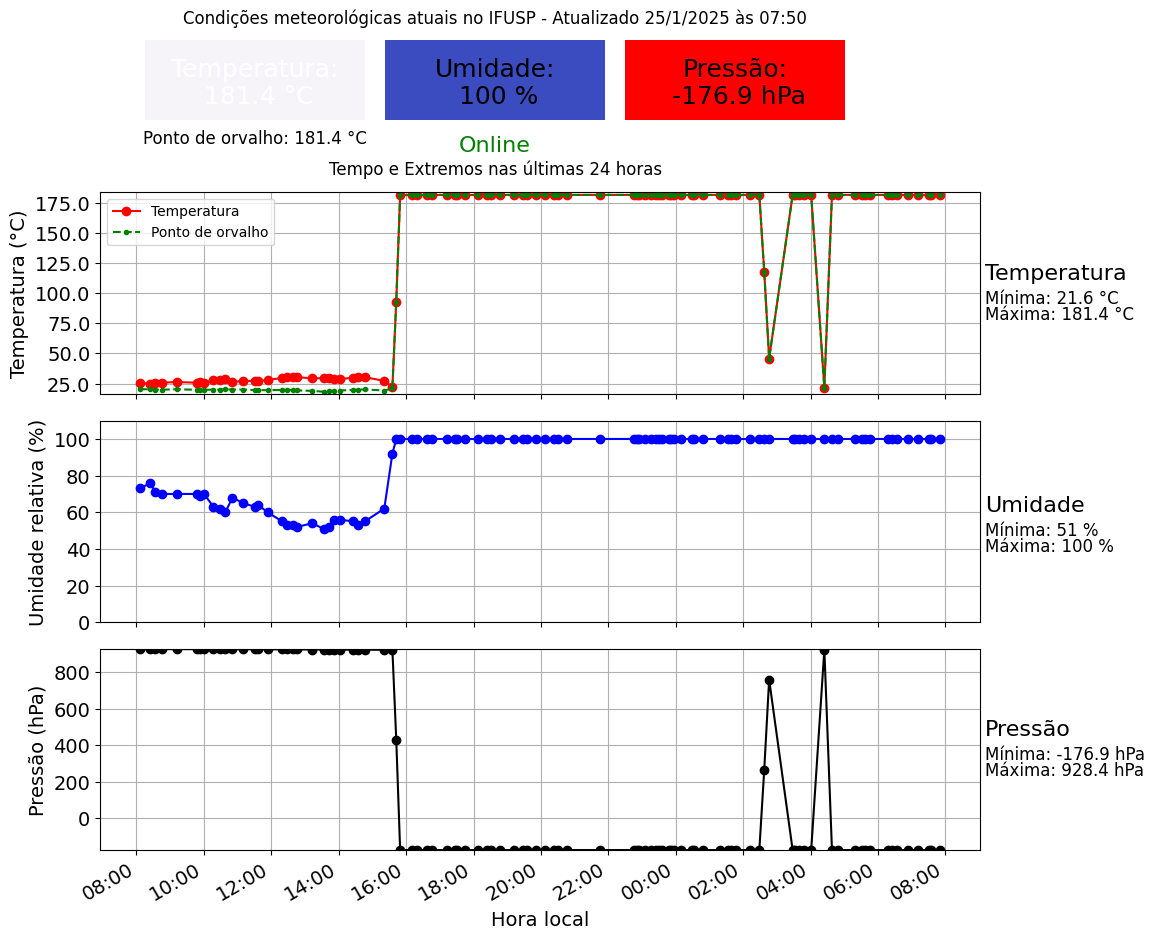 Condições meteorológicas atuais no IFUSP - Atualizado 25/1/2025 às 07:50
Temperatura:
181.4 °C
Umidade:
100 %
Pressão:
-176.9 hPa
Ponto de orvalho: 181.4 °C
Online
Tempo e Extremos nas últimas 24 horas
Temperatura (°C)
175.0
150.0
125.0
100.0
75.0
50.0
25.0
Temperatura
Ponto de orvalho
Temperatura
Mínima: 21.6 °C
Máxima: 181.4 °C
Umidade relativa (%)
100
80
60
40
20
0
Umidade
Mínima: 51 %
Máxima: 100 %
Pressão (hPa)
800
600
400
200
0
Pressão
Mínima: -176.9 hPa
Máxima: 928.4 hPa
08:00 10:00 12:00 14:00 16:00 18:00 20:00 22:00 00:00 02:00 04:00 06:00 08:00
Hora local